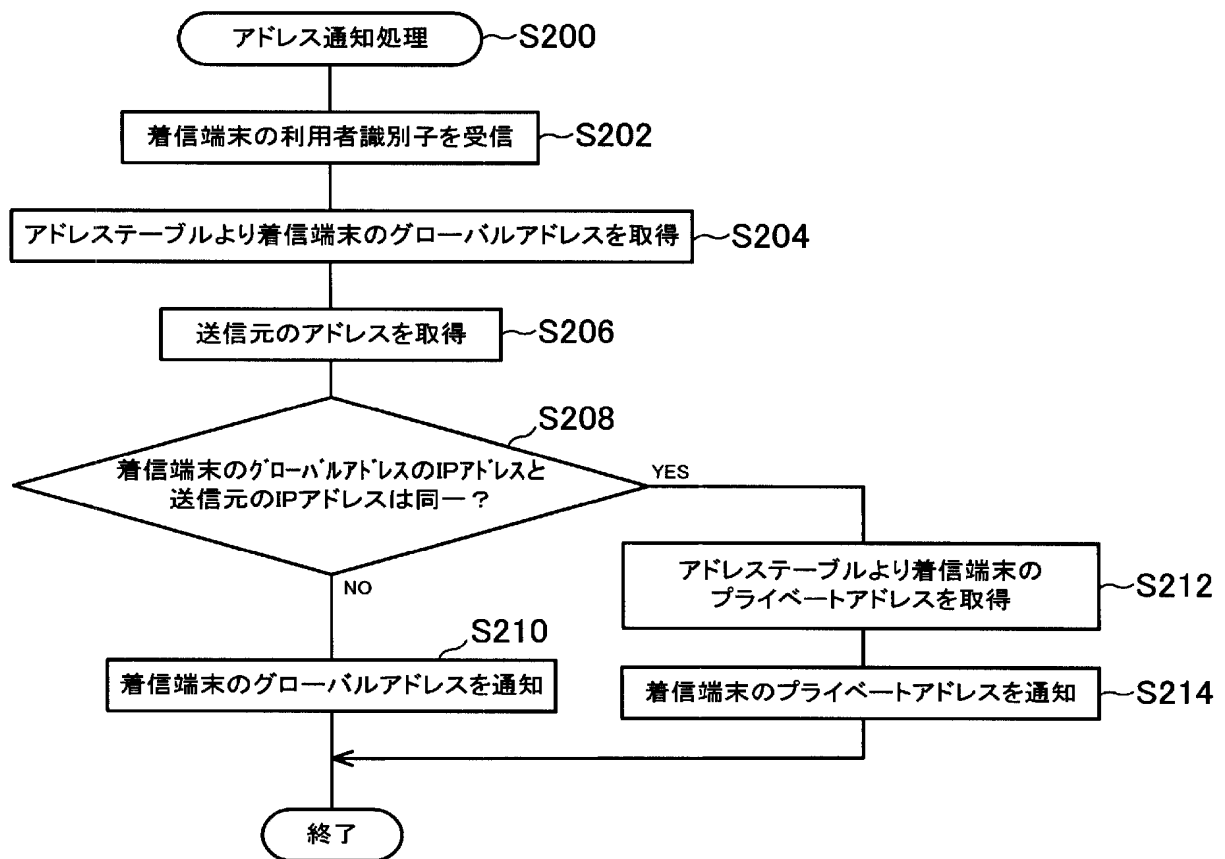 アドレス通知処理
S200
着信端末の利用者識別子を受信
S202
アドレステーブルより着信端末のグローバルアドレスを取得
S204
送信元のアドレスを取得
S206
S208
着信端末のグローバルアドレスのIPアドレスと
送信元のIPアドレスは同一？
YES
NO
アドレステーブルより着信端末の
プライベートアドレスを取得
S212
S210
着信端末のグローバルアドレスを通知
着信端末のプライベートアドレスを通知
S214
終了